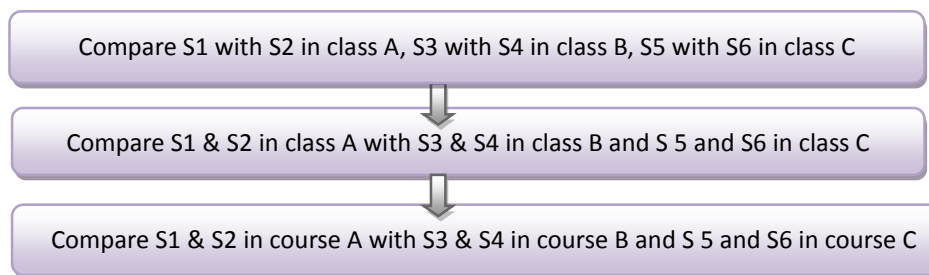 Compare S1 with S2 in class A, S3 with S4 in class B, S5 with S6 in class C
Compare S1 & S2 in class A with S3 & S4 in class B and S 5 and S6 in class C
Compare S1 & S2 in course A with S3 & S4 in course B and S 5 and S6 in course C